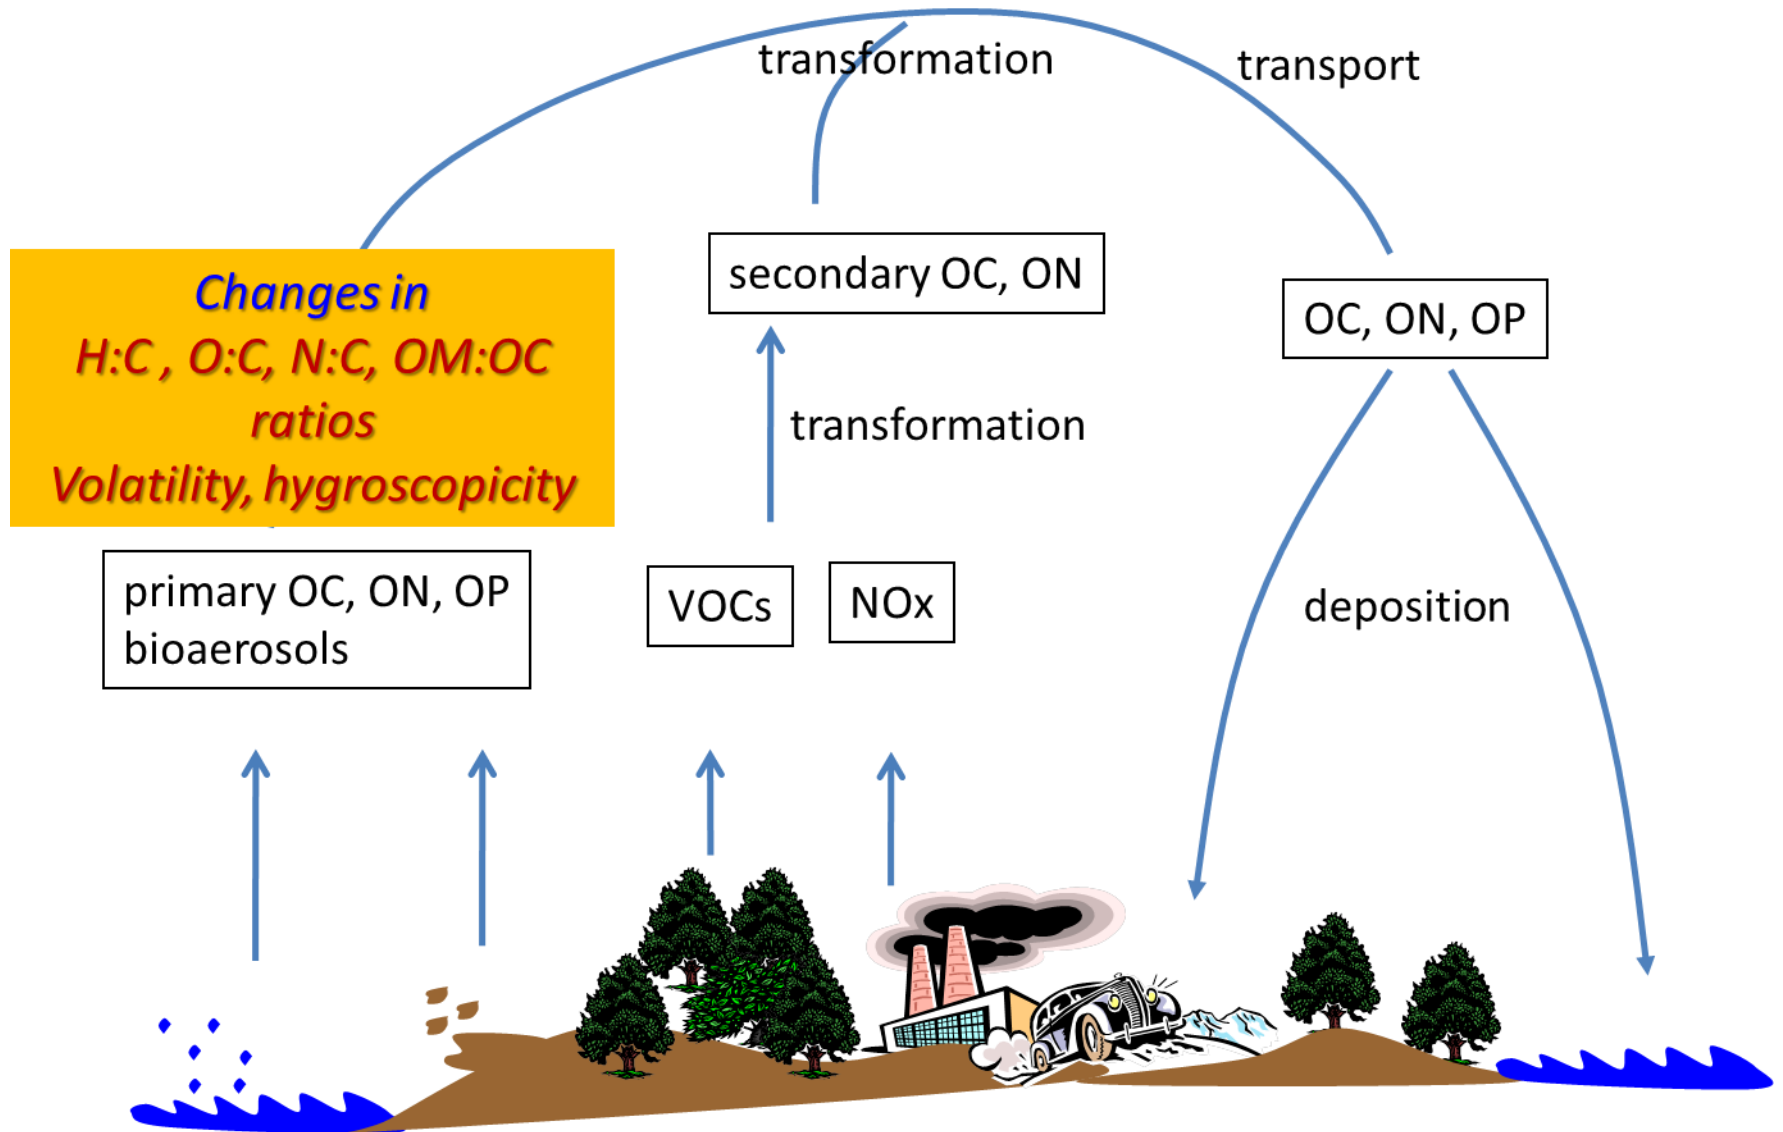 transformation
transport
Changes in
H:C , O:C, N:C, OM:OC
ratios
Volatility, hygroscopicity
secondary OC, ON
OC, ON, OP
transformation
primary OC, ON, OP
bioaerosols
VOCs
NOx
deposition